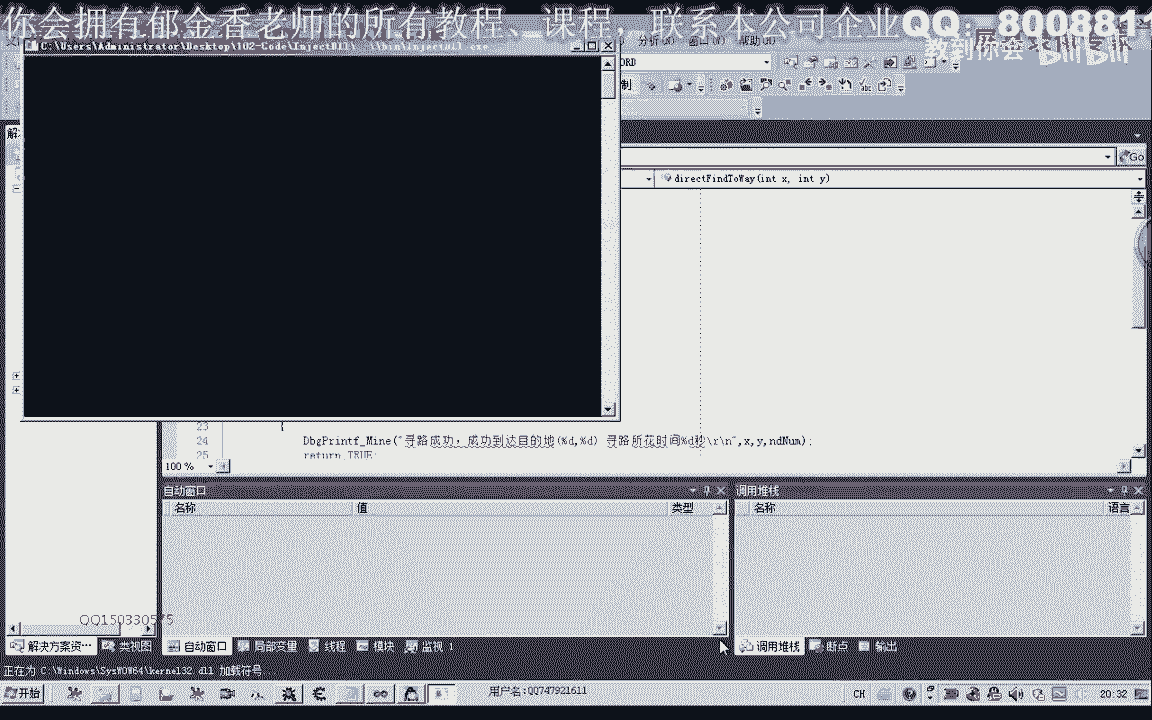 你会拥有郁金香老师的所有教程、课程，联系本公司企业QQ：8008811
教到你会
C:\Users\Administrator\Desktop\102-Code\InjectDll\..\bin\injectDll.exe
分析(N) 窗口(W) 帮助(H)
Go
directFindToWay(int x, int y)
23 {
24 DbgPrintf_Mine("寻路成功，成功到达目的地(%d,%d) 寻路所花时间%d秒\r\n",x,y,ndNum);
25 return TRUE;
100 %
自动窗口 调用堆栈
名称 值 类型 名称 语言
QQ150330575
解决方案资… 类视图 自动窗口 局部变量 线程 模块 监视 1 调用堆栈 断点 输出
正在为 C:\Windows\SysWOW64\kernel32.dll 加载符号...
开始 用户名:QQ747921611 CH 20:32